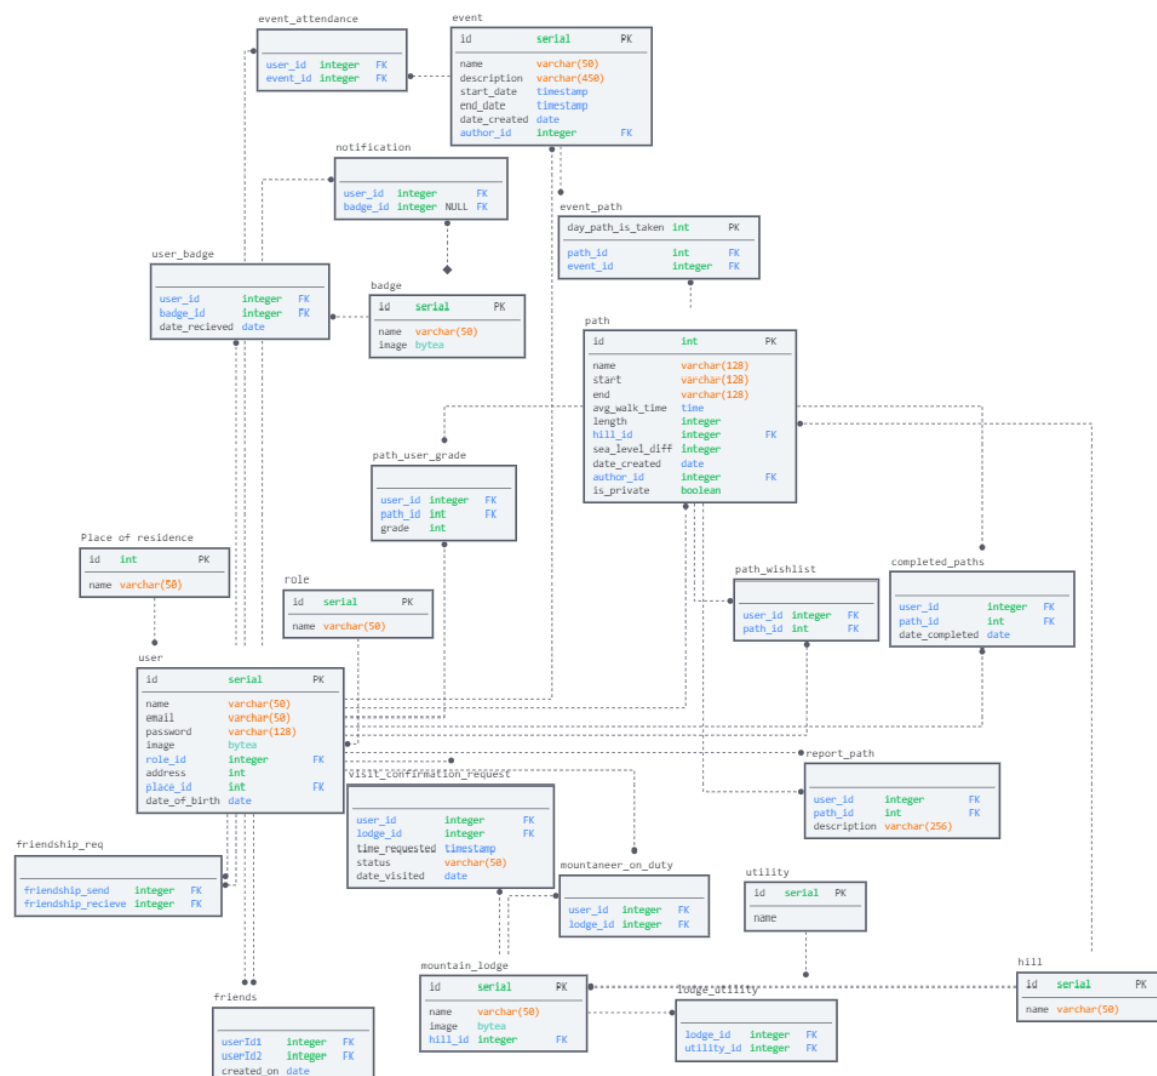 event_attendance
user_id integer FK
event_id integer FK
event
id serial PK
name varchar(50)
description varchar(450)
start_date timestamp
end_date timestamp
date_created date
author_id integer FK
notification
user_id integer FK
badge_id integer NULL FK
event_path
day_path_is_taken int PK
path_id int FK
event_id integer FK
user_badge
user_id integer FK
badge_id integer FK
date_recieved date
badge
id serial PK
name varchar(50)
image bytea
path
id int PK
name varchar(128)
start varchar(128)
end varchar(128)
avg_walk_time time
length integer
hill_id integer FK
sea_level_diff integer
date_created date
author_id integer FK
is_private boolean
path_user_grade
user_id integer FK
path_id int FK
grade int
Place of residence
id int PK
name varchar(50)
role
id serial PK
name varchar(50)
path_wishlist
user_id integer FK
path_id int FK
completed_paths
user_id integer FK
path_id int FK
date_completed date
user
id serial PK
name varchar(50)
email varchar(50)
password varchar(128)
image bytea
role_id integer FK
address int
place_id int FK
date_of_birth date
visit_confirmation_request
user_id integer FK
lodge_id integer FK
time_requested timestamp
status varchar(50)
date_visited date
report_path
user_id integer FK
path_id int FK
description varchar(256)
friendship_req
friendship_send integer FK
friendship_recieve integer FK
mountaneer_on_duty
user_id integer FK
lodge_id integer FK
utility
id serial PK
name
mountain_lodge
id serial PK
name varchar(50)
image bytea
hill_id integer FK
lodge_utility
lodge_id integer FK
utility_id integer FK
hill
id serial PK
name varchar(50)
friends
userId1 integer FK
userId2 integer FK
created_on date